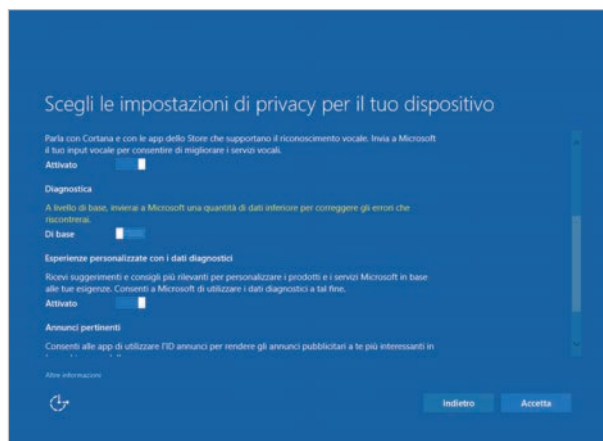 Scegli le impostazioni di privacy per il tuo dispositivo
Parla con Cortana e con le app dello Store che supportano il riconoscimento vocale. Invia a Microsoft
il tuo input vocale per consentire di migliorare i servizi vocali.
Attivato
Diagnostica
A livello di base, invierai a Microsoft una quantità di dati inferiore per correggere gli errori che
riscontrerai.
Di base
Esperienze personalizzate con i dati diagnostici
Ricevi suggerimenti e consigli più rilevanti per personalizzare i prodotti e i servizi Microsoft in base
alle tue esigenze. Consenti a Microsoft di utilizzare i dati diagnostici a tal fine.
Attivato
Annunci pertinenti
Consenti alle app di utilizzare l'ID annunci per rendere gli annunci pubblicitari a te più interessanti in
Altre informazioni
Indietro
Accetta